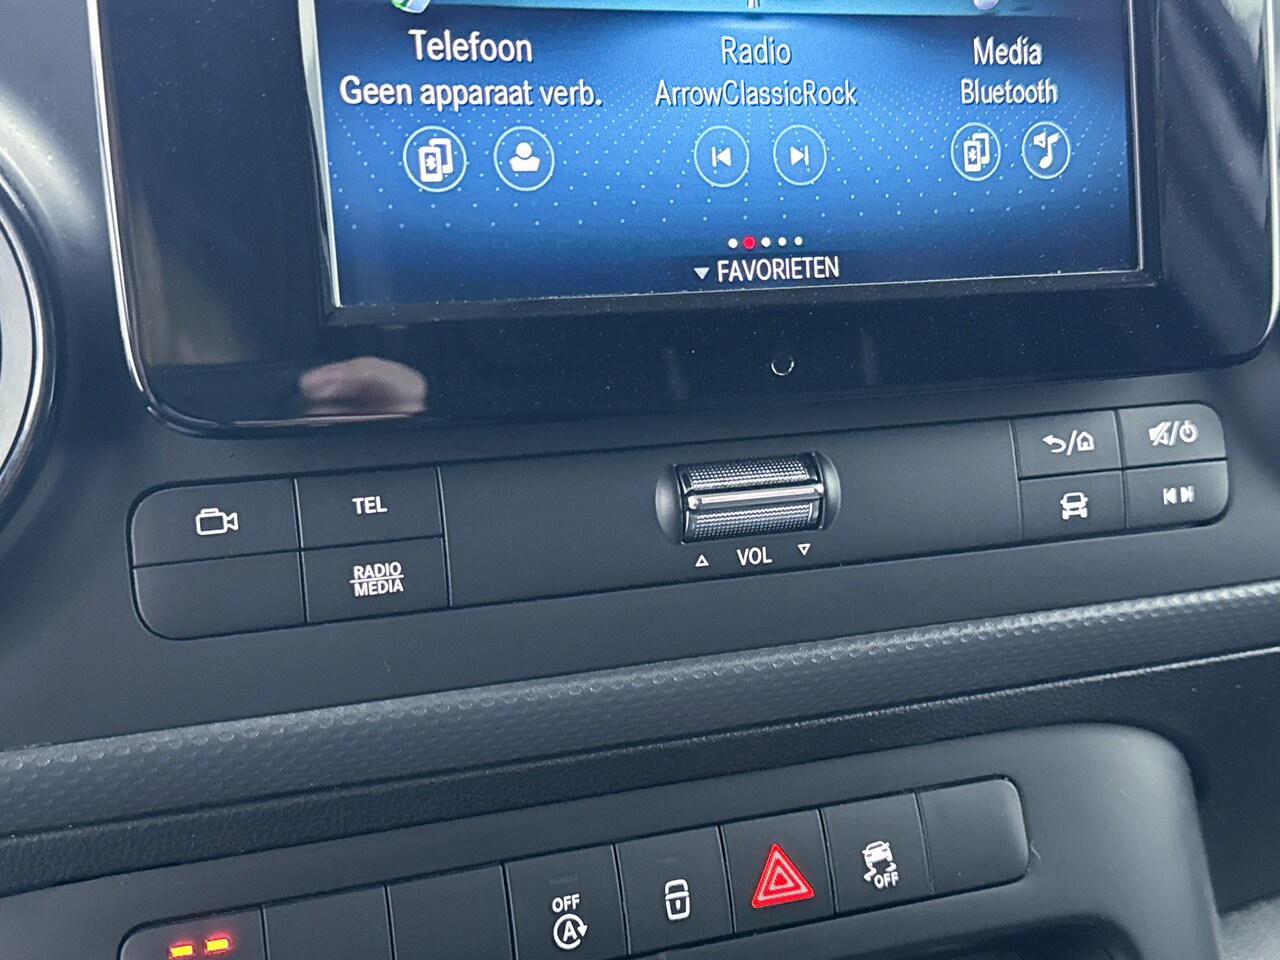 Telefoon
Geen apparaat verb.
Radio
ArrowClassicRock
Media
Bluetooth
FAVORIETEN
TEL
RADIO
MEDIA
VOL
OFF
A
OFF